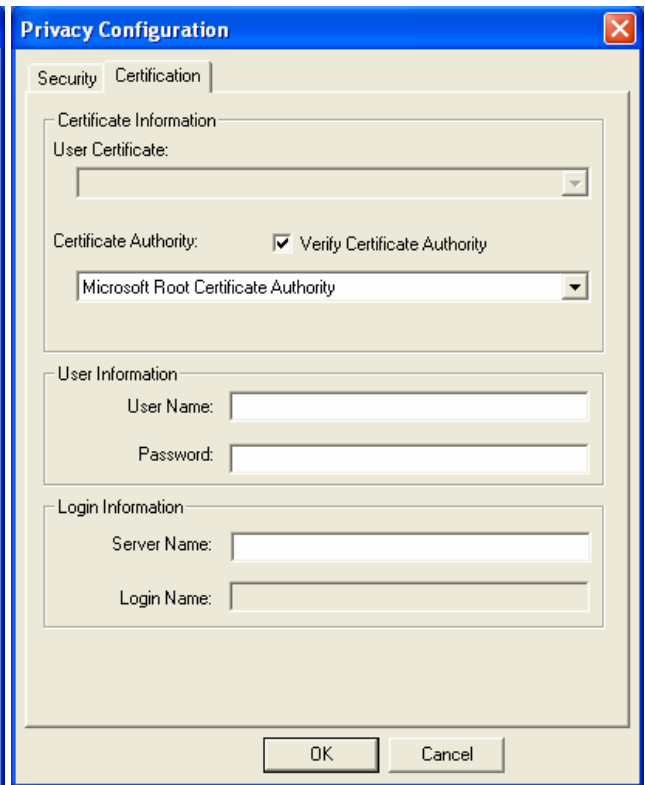 Privacy Configuration
Security Certification
Certificate Information
User Certificate:
Certificate Authority: Verify Certificate Authority
Microsoft Root Certificate Authority
User Information
User Name:
Password:
Login Information
Server Name:
Login Name:
OK Cancel